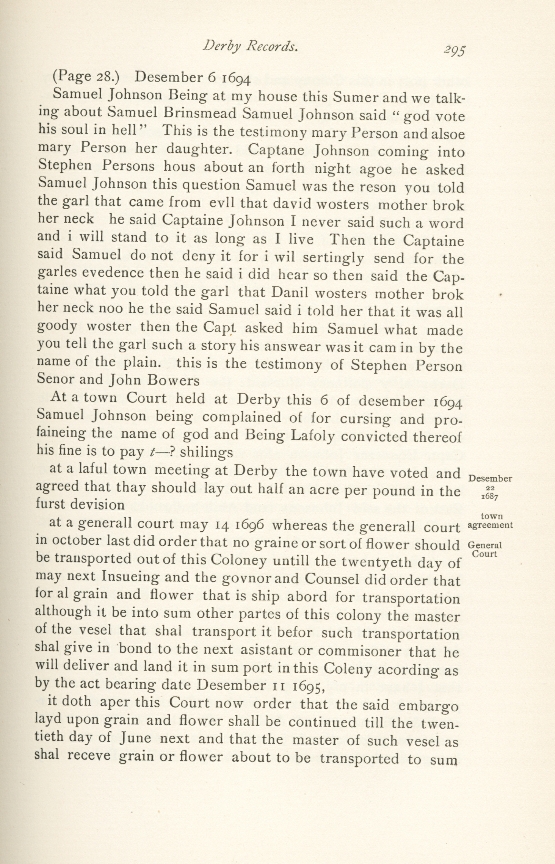 Derby Records. 295
(Page 28.) Desember 6 1694
Samuel Johnson Being at my house this Sumer and we talk-
ing about Samuel Brinsmead Samuel Johnson said “ god vote
his soul in hell” This is the testimony mary Person and alsoe
mary Person her daughter. Captane Johnson coming into
Stephen Persons hous about an forth night agoe he asked
Samuel Johnson this question Samuel was the reson you told
the garl that came from evll that david wosters mother brok
her neck he said Captaine Johnson I never said such a word
and i will stand to it as long as I live Then the Captaine
said Samuel do not deny it for i wil sertingly send for the
garles evedence then he said i did hear so then said the Cap-
taine what you told the garl that Danil wosters mother brok
her neck noo he the said Samuel said i told her that it was all
goody woster then the Capt asked him Samuel what made
you tell the garl such a story his answear was it cam in by the
name of the plain. this is the testimony of Stephen Person
Senor and John Bowers
At a town Court held at Derby this 6 of desember 1694
Samuel Johnson being complained of for cursing and pro-
faineing the name of god and Being Lafoly convicted thereof
his fine is to pay t—? shilings
at a laful town meeting at Derby the town have voted and
agreed that thay should lay out half an acre per pound in the
furst devision
Desember
22
1687
town
agreement
at a generall court may 14 1696 whereas the generall court
in october last did order that no graine or sort of flower should
be transported out of this Coloney untill the twentyeth day of
General
Court
may next Insueing and the govnor and Counsel did order that
for al grain and flower that is ship abord for transportation
although it be into sum other partes of this colony the master
of the vesel that shal transport it befor such transportation
shal give in bond to the next asistant or commisoner that he
will deliver and land it in sum port in this Coleny acording as
by the act bearing date Desember 11 1695,
it doth aper this Court now order that the said embargo
layd upon grain and flower shall be continued till the twen-
tieth day of June next and that the master of such vesel as
shal receve grain or flower about to be transported to sum